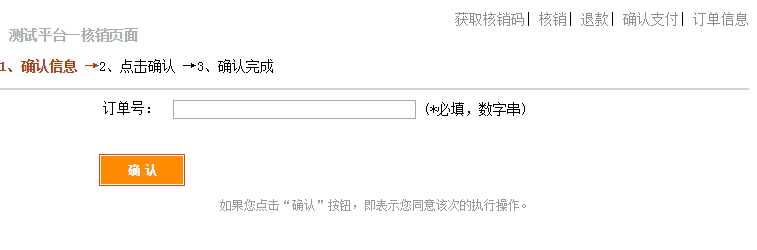 获取核销码| 核销| 退款| 确认支付| 订单信息
测试平台—核销页面
1、确认信息 →2、点击确认 →3、确认完成
订单号： (*必填，数字串)
确 认
如果您点击“确认”按钮，即表示您同意该次的执行操作。